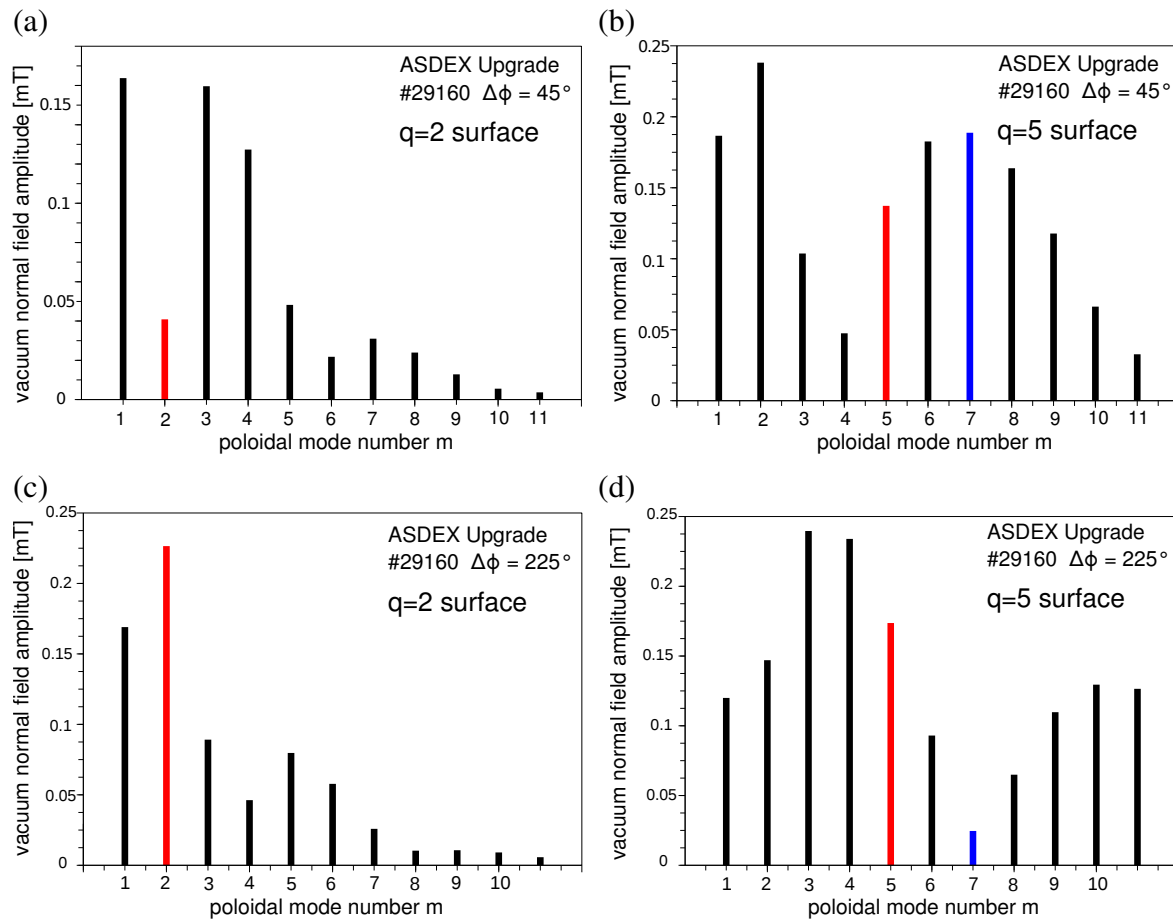 (a)
vacuum normal field amplitude [mT]
0.15
0.1
0.05
0
ASDEX Upgrade
#29160 Δϕ = 45°
q=2 surface
1 2 3 4 5 6 7 8 9 10 11
poloidal mode number m
(b)
vacuum normal field amplitude [mT]
0.25
0.2
0.15
0.1
0.05
0
ASDEX Upgrade
#29160 Δϕ = 45°
q=5 surface
1 2 3 4 5 6 7 8 9 10 11
poloidal mode number m
(c)
vacuum normal field amplitude [mT]
0.25
0.2
0.15
0.1
0.05
0
ASDEX Upgrade
#29160 Δϕ = 225°
q=2 surface
1 2 3 4 5 6 7 8 9 10 11
poloidal mode number m
(d)
vacuum normal field amplitude [mT]
0.25
0.2
0.15
0.1
0.05
0
ASDEX Upgrade
#29160 Δϕ = 225°
q=5 surface
1 2 3 4 5 6 7 8 9 10
poloidal mode number m